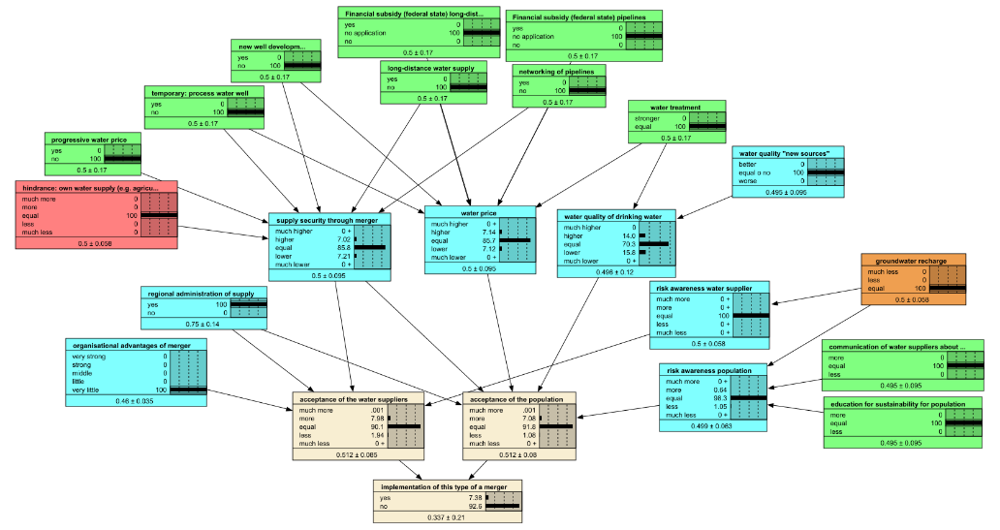 Financial subsidy (federal state) long-dist...
yes 0
no application 100
no 0
0.5 ± 0.17
Financial subsidy (federal state) pipelines
yes 0
no application 100
no 0
0.5 ± 0.17
new well developm...
yes 0
no 100
0.5 ± 0.17
long-distance water supply
yes 0
no 100
0.5 ± 0.17
networking of pipelines
yes 0
no 100
0.5 ± 0.17
temporary: process water well
yes 0
no 100
0.5 ± 0.17
water treatment
stronger 0
equal 100
0.5 ± 0.17
progressive water price
yes 0
no 100
0.5 ± 0.17
water quality "new sources"
better 0
equal o no 100
worse 0
0.495 ± 0.095
hindrance: own water supply (e.g. agricu...
much more 0
more 0
equal 100
less 0
much less 0
0.5 ± 0.058
supply security through merger
much higher 0 +
higher 7.02
equal 85.8
lower 7.21
much lower 0 +
0.5 ± 0.095
water price
much higher 0 +
higher 7.14
equal 85.7
lower 7.12
much lower 0 +
0.5 ± 0.095
water quality of drinking water
much higher 0
higher 14.0
equal 70.3
lower 15.8
much lower 0 +
0.496 ± 0.12
groundwater recharge
much less 0
less 0
equal 100
0.5 ± 0.058
regional administration of supply
yes 100
no 0
0.75 ± 0.14
risk awareness water supplier
much more 0 +
more 0 +
equal 100
less 0 +
much less 0 +
0.5 ± 0.058
organisational advantages of merger
very strong 0
strong 0
middle 0
little 0
very little 100
0.46 ± 0.035
communication of water suppliers about ...
more 0
equal 100
less 0
0.495 ± 0.095
risk awareness population
much more 0 +
more 0.64
equal 98.3
less 1.05
much less 0 +
0.499 ± 0.063
acceptance of the water suppliers
much more .001
more 7.98
equal 90.1
less 1.94
much less 0 +
0.512 ± 0.085
acceptance of the population
much more .001
more 7.08
equal 91.8
less 1.08
much less 0 +
0.512 ± 0.08
education for sustainability for population
more 0
equal 100
less 0
0.495 ± 0.095
implementation of this type of a merger
yes 7.38
no 92.6
0.337 ± 0.21